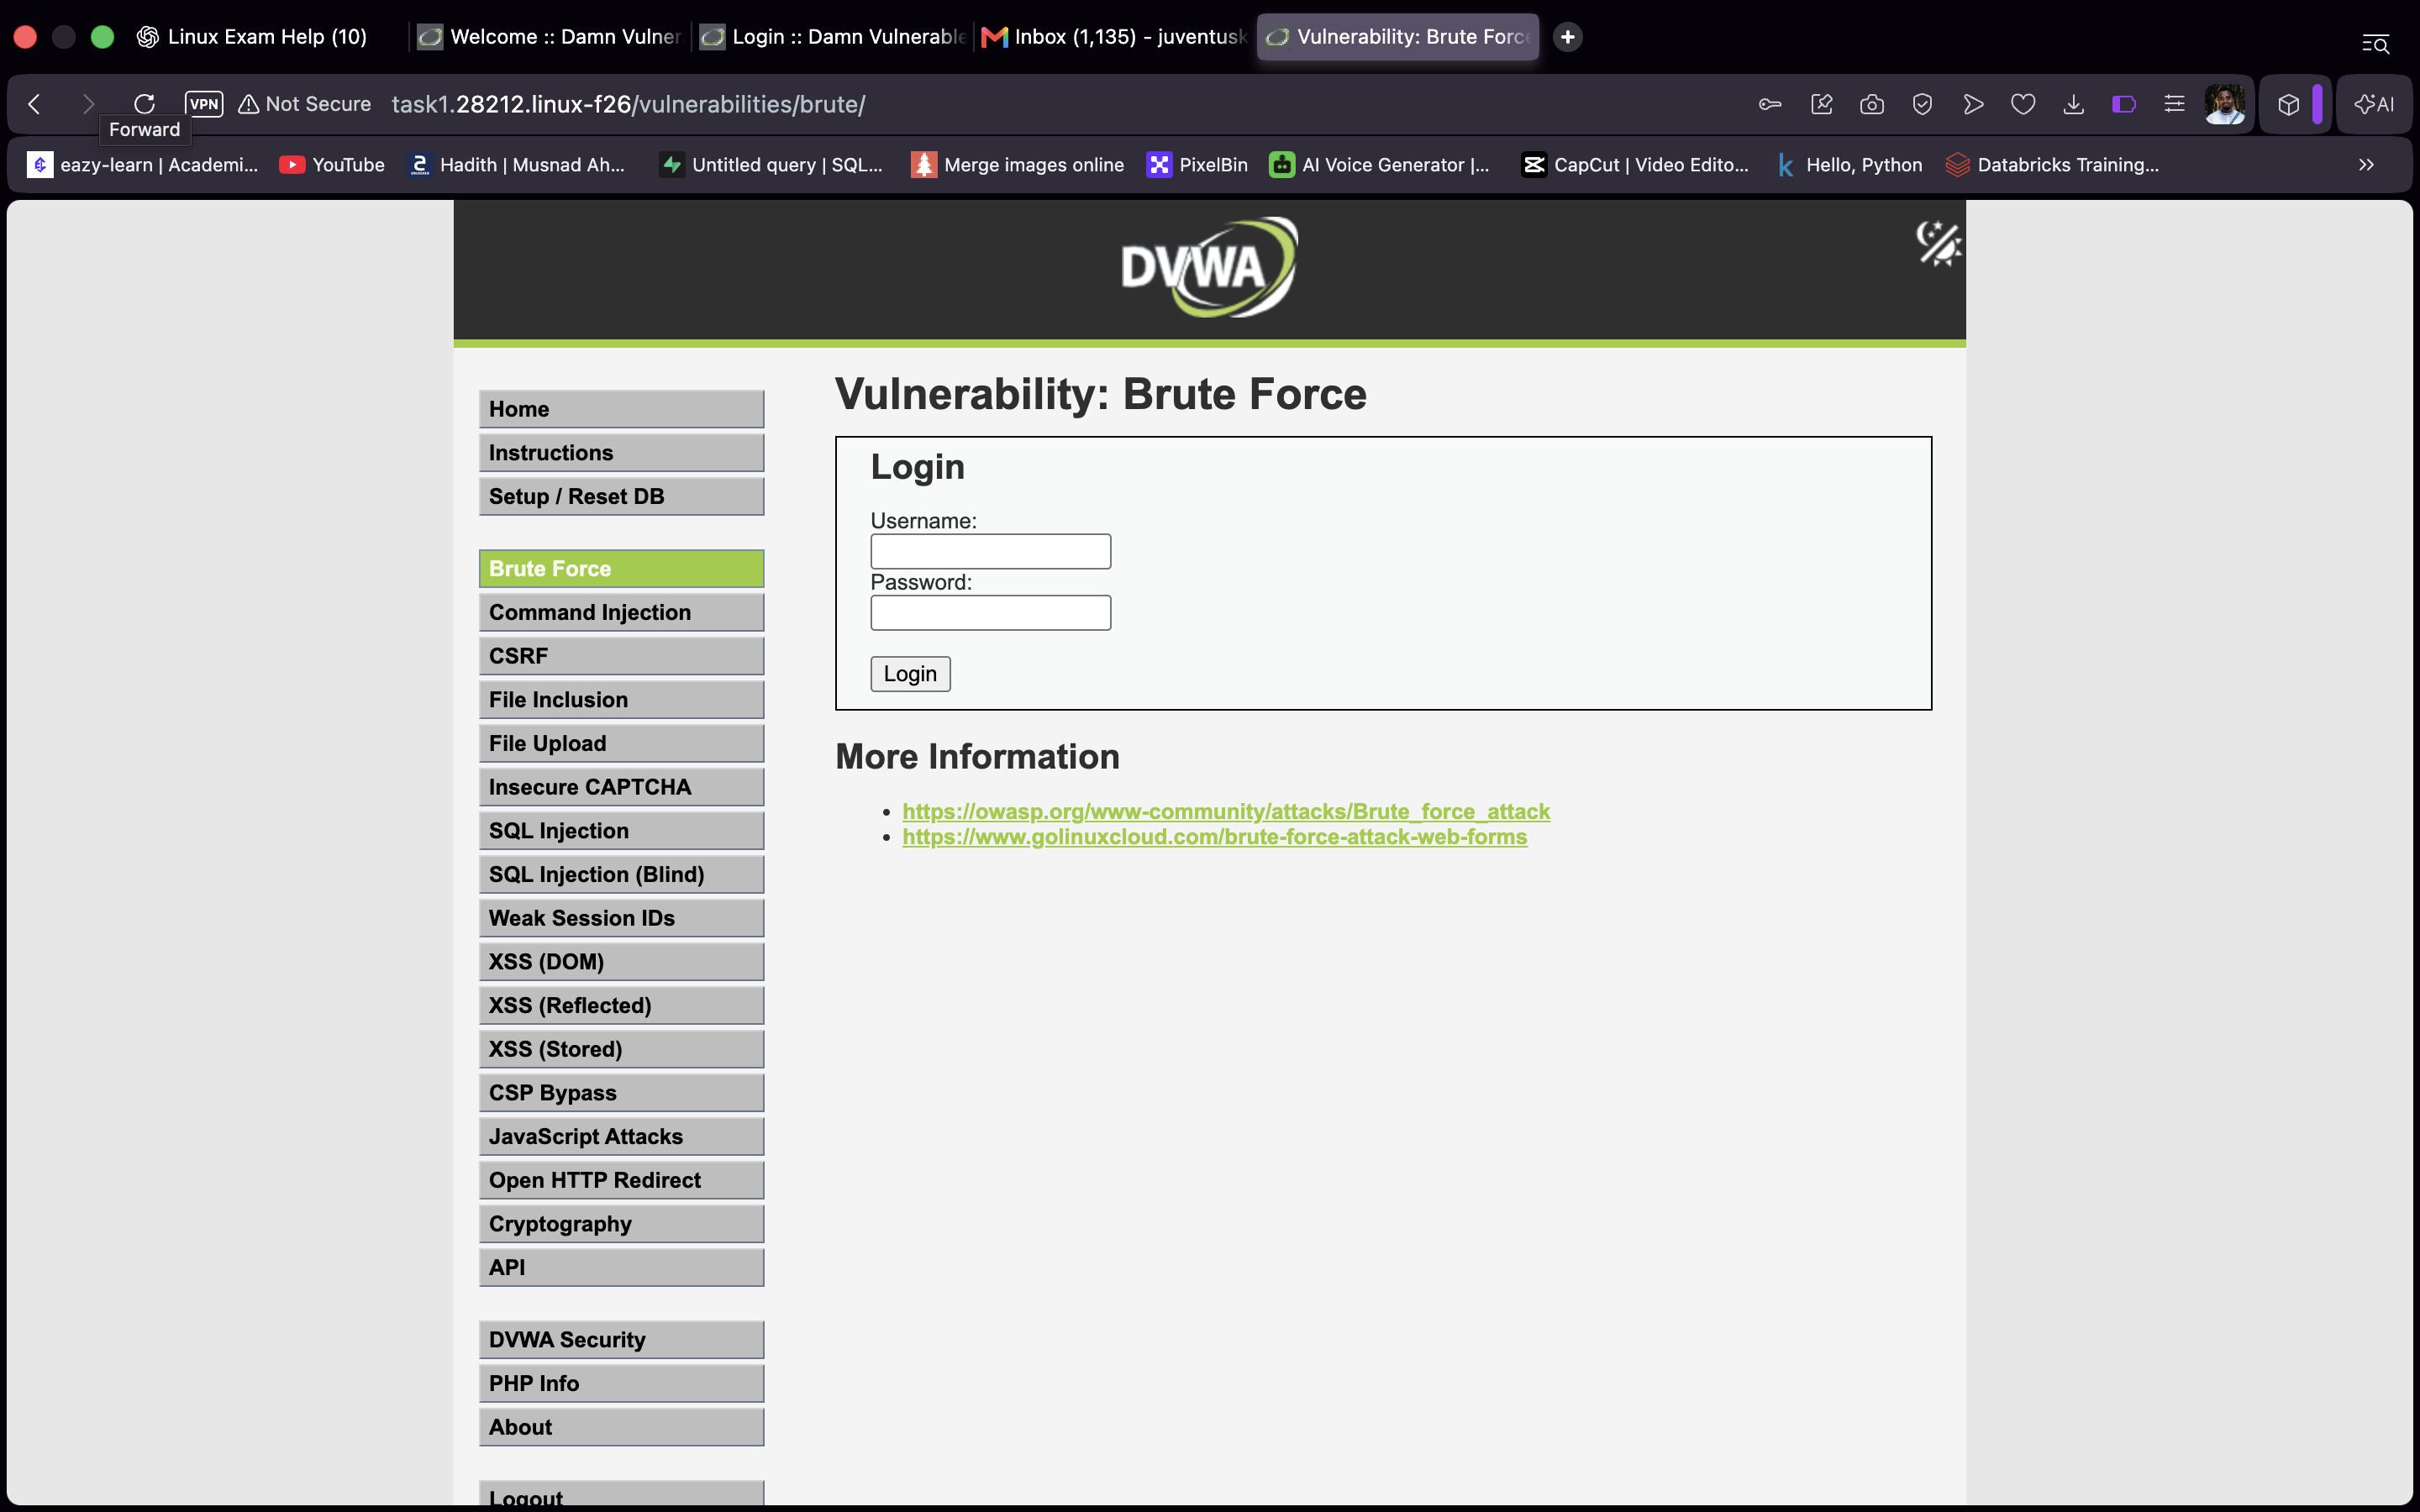 Linux Exam Help (10)
Welcome :: Damn Vulner
Login :: Damn Vulnerable
Inbox (1,135) - juventusk
Vulnerability: Brute Force
VPN
Not Secure
task1.28212.linux-f26/vulnerabilities/brute/
AI
Forward
eazy-learn | Academi...
YouTube
Hadith | Musnad Ah...
Untitled query | SQL...
Merge images online
PixelBin
AI Voice Generator |...
CapCut | Video Edito...
Hello, Python
Databricks Training...
DVWA
Home
Instructions
Setup / Reset DB
Brute Force
Command Injection
CSRF
File Inclusion
File Upload
Insecure CAPTCHA
SQL Injection
SQL Injection (Blind)
Weak Session IDs
XSS (DOM)
XSS (Reflected)
XSS (Stored)
CSP Bypass
JavaScript Attacks
Open HTTP Redirect
Cryptography
API
DVWA Security
PHP Info
About
Logout
Vulnerability: Brute Force
Login
Username:
Password:
Login
More Information
• https://owasp.org/www-community/attacks/Brute_force_attack
• https://www.golinuxcloud.com/brute-force-attack-web-forms